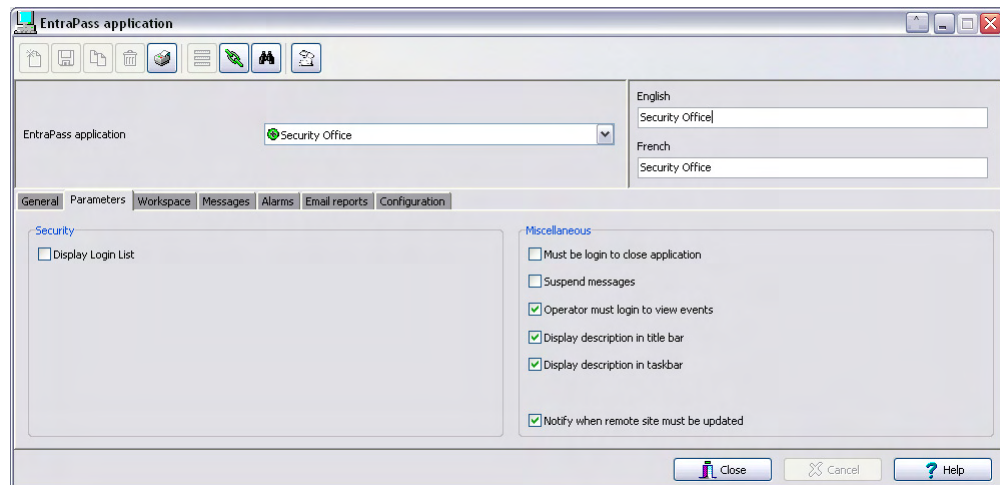 EntraPass application
English
Security Office
EntraPass application
Security Office
French
Security Office
General Parameters Workspace Messages Alarms Email reports Configuration
Security
Display Login List
Miscellaneous
Must be login to close application
Suspend messages
Operator must login to view events
Display description in title bar
Display description in taskbar
Notify when remote site must be updated
Close Cancel ? Help